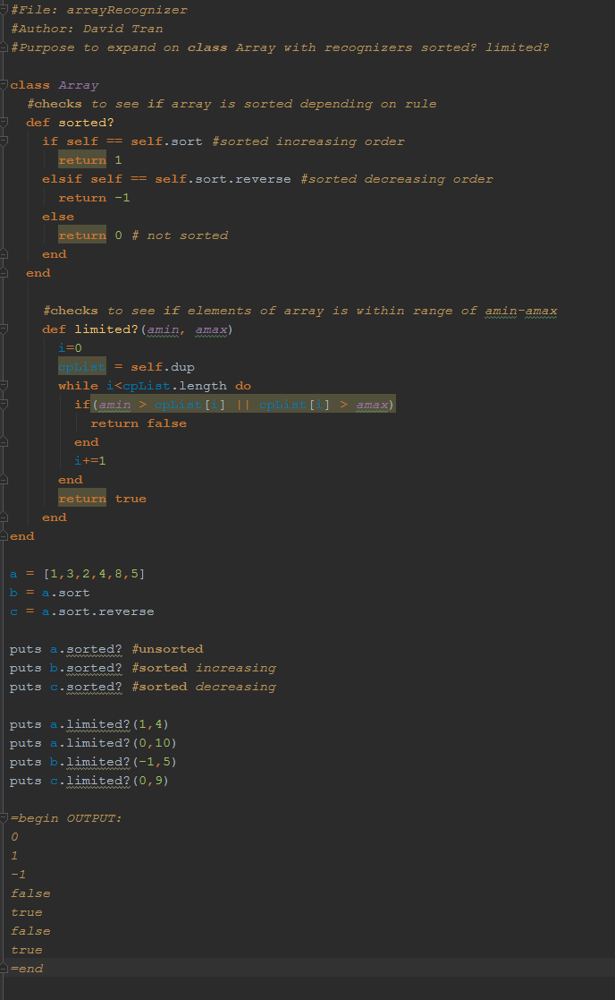 #File: arrayRecognizer
#Author: David Tran
#Purpose to expand on class Array with recognizers sorted? limited?
class Array
#checks to see if array is sorted depending on rule
def sorted?
if self == self.sort #sorted increasing order
return 1
elsif self == self.sort.reverse #sorted decreasing order
return -1
else
return 0 # not sorted
end
end
#checks to see if elements of array is within range of amin-amax
def limited?(amin, amax)
i=0
cpList = self.dup
while i<cpList.length do
if(amin > cpList[i] || cpList[i] > amax)
return false
end
i+=1
end
return true
end
end
a = [1,3,2,4,8,5]
b = a.sort
c = a.sort.reverse
puts a.sorted? #unsorted
puts b.sorted? #sorted increasing
puts c.sorted? #sorted decreasing
puts a.limited?(1,4)
puts a.limited?(0,10)
puts b.limited?(-1,5)
puts c.limited?(0,9)
=begin OUTPUT:
0
1
-1
false
true
false
true
=end